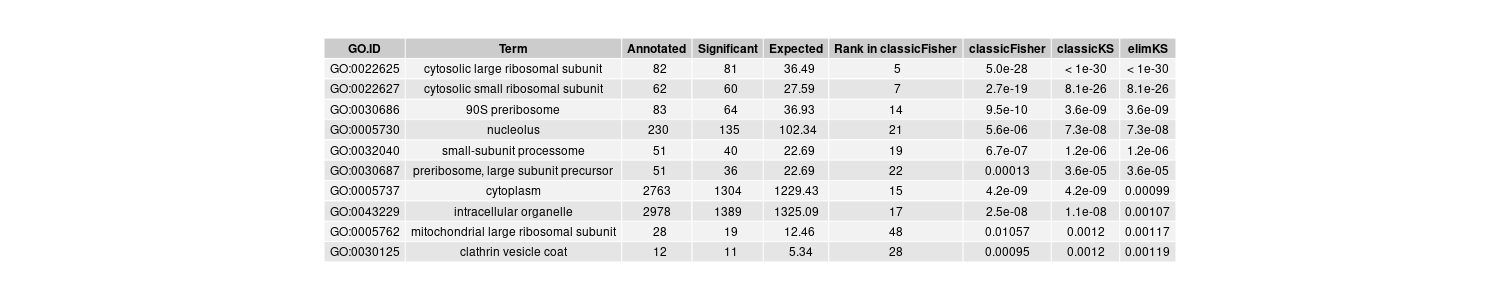 GO.ID Term Annotated Significant Expected Rank in classicFisher classicFisher classicKS elimKS
GO:0022625 cytosolic large ribosomal subunit 82 81 36.49 5 5.0e-28 < 1e-30 < 1e-30
GO:0022627 cytosolic small ribosomal subunit 62 60 27.59 7 2.7e-19 8.1e-26 8.1e-26
GO:0030686 90S preribosome 83 64 36.93 14 9.5e-10 3.6e-09 3.6e-09
GO:0005730 nucleolus 230 135 102.34 21 5.6e-06 7.3e-08 7.3e-08
GO:0032040 small-subunit processome 51 40 22.69 19 6.7e-07 1.2e-06 1.2e-06
GO:0030687 preribosome, large subunit precursor 51 36 22.69 22 0.00013 3.6e-05 3.6e-05
GO:0005737 cytoplasm 2763 1304 1229.43 15 4.2e-09 4.2e-09 0.00099
GO:0043229 intracellular organelle 2978 1389 1325.09 17 2.5e-08 1.1e-08 0.00107
GO:0005762 mitochondrial large ribosomal subunit 28 19 12.46 48 0.01057 0.0012 0.00117
GO:0030125 clathrin vesicle coat 12 11 5.34 28 0.00095 0.0012 0.00119